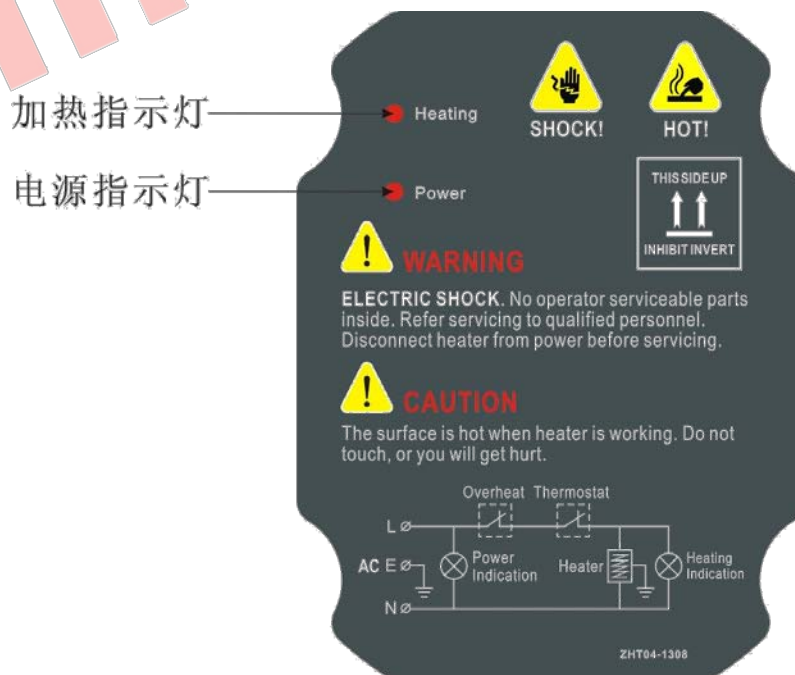 加热指示灯
Heating
SHOCK!
HOT!
电源指示灯
Power
THIS SIDE UP
INHIBIT INVERT
WARNING
ELECTRIC SHOCK. No operator serviceable parts
inside. Refer servicing to qualified personnel.
Disconnect heater from power before servicing.
CAUTION
The surface is hot when heater is working. Do not
touch, or you will get hurt.
Overheat Thermostat
L
AC E
Power
Indication
Heater
Heating
Indication
N
ZHT04-1308